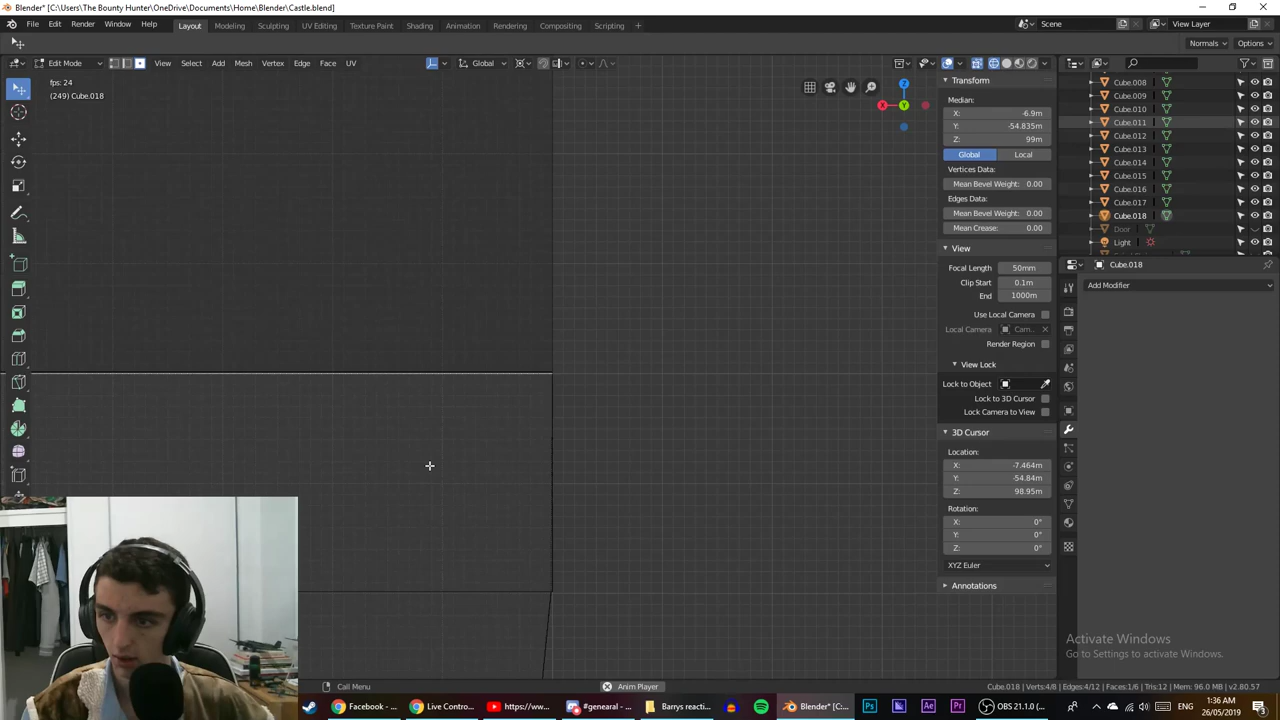 Blender* [C:\Users\The Bounty Hunter\OneDrive\Documents\Home\Blender\Castle.blend]
File Edit Render Window Help Layout Modeling Sculpting UV Editing Texture Paint Shading Animation Rendering Compositing Scripting + Scene View Layer
Normals Options
Edit Mode View Select Add Mesh Vertex Edge Face UV Global
fps: 24
(249) Cube.018
Transform
Median:
X: -6.9m
Y: -54.835m
Z: 99m
Global Local
Vertices Data:
Mean Bevel Weight: 0.00
Edges Data:
Mean Bevel Weight: 0.00
Mean Crease: 0.00
View
Focal Length 50mm
Clip Start 0.1m
End 1000m
Use Local Camera
Local Camera Cam...
Render Region
View Lock
Lock to Object
Lock to 3D Cursor
Lock Camera to View
3D Cursor
Location:
X: -7.464m
Y: -54.84m
Z: 98.95m
Rotation:
X: 0°
Y: 0°
Z: 0°
XYZ Euler
Annotations
Z
X
Y
Cube.008
Cube.009
Cube.010
Cube.011
Cube.012
Cube.013
Cube.014
Cube.015
Cube.016
Cube.017
Cube.018
Door
Light
Cube.018
Add Modifier
Activate Windows
Go to Settings to activate Windows.
Call Menu Anim Player Cube.018 | Verts:4/8 | Edges:4/12 | Faces:1/6 | Tris:12 | Mem: 96.0 MB | v2.80.57
Facebook - ... Live Contro... https://ww... #genearal - ... Barrys reacti... Blender* [C:... Ps Ae Pr OBS 21.1.0 (... ENG 1:36 AM
26/05/2019